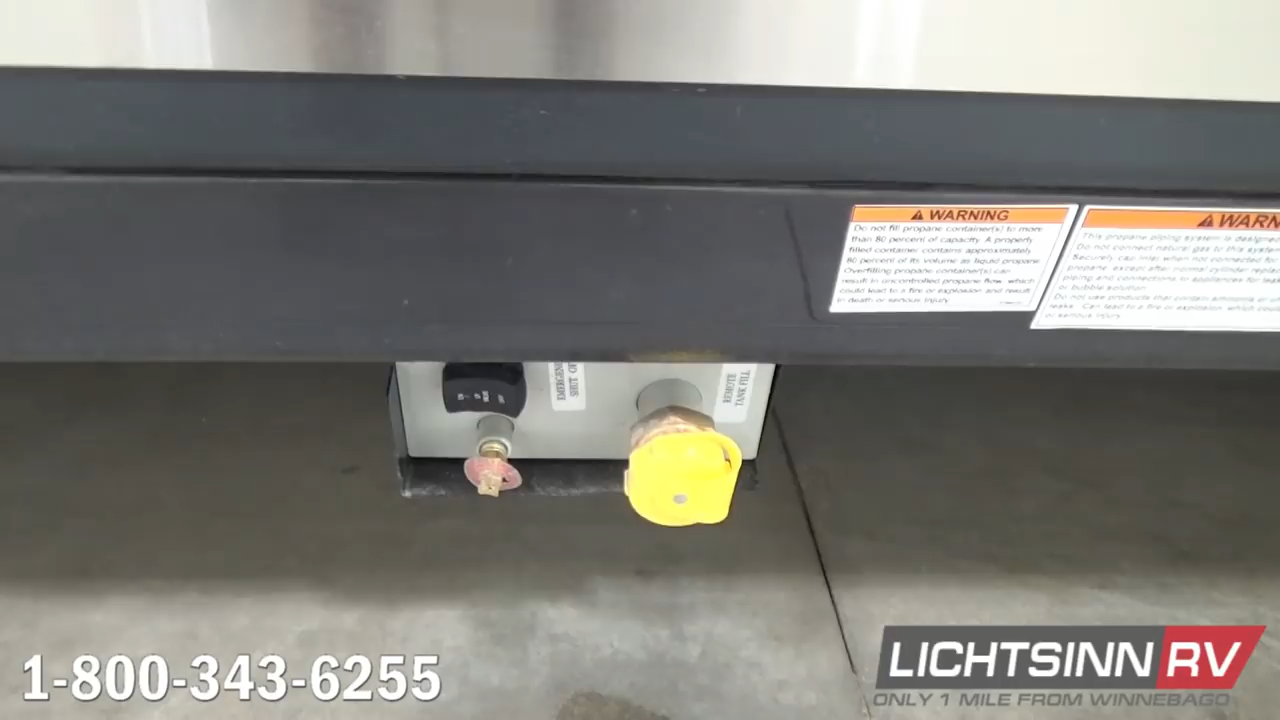 WARNING
Do not fill propane container(s) to more
than 80 percent of capacity. A properly
filled container contains approximately
80 percent of its volume as liquid propane.
Overfilling propane container(s) can
result in uncontrolled propane flow, which
could lead to a fire or explosion and result
in death or serious injury.
WARN
This propane piping system is designed
Do not connect natural gas to this system
Securely cap inlet when not connected for
propane, except after normal cylinder repla
piping and connections to appliances for leak
or bubble solution.
Do not use products that contain ammonia or
leaks. Can lead to a fire or explosion which could
or serious injury.
EMERGEN
SHUT-OF
REMOTE
TANK FILL
1-800-343-6255
LICHTSINN RV
ONLY 1 MILE FROM WINNEBAGO